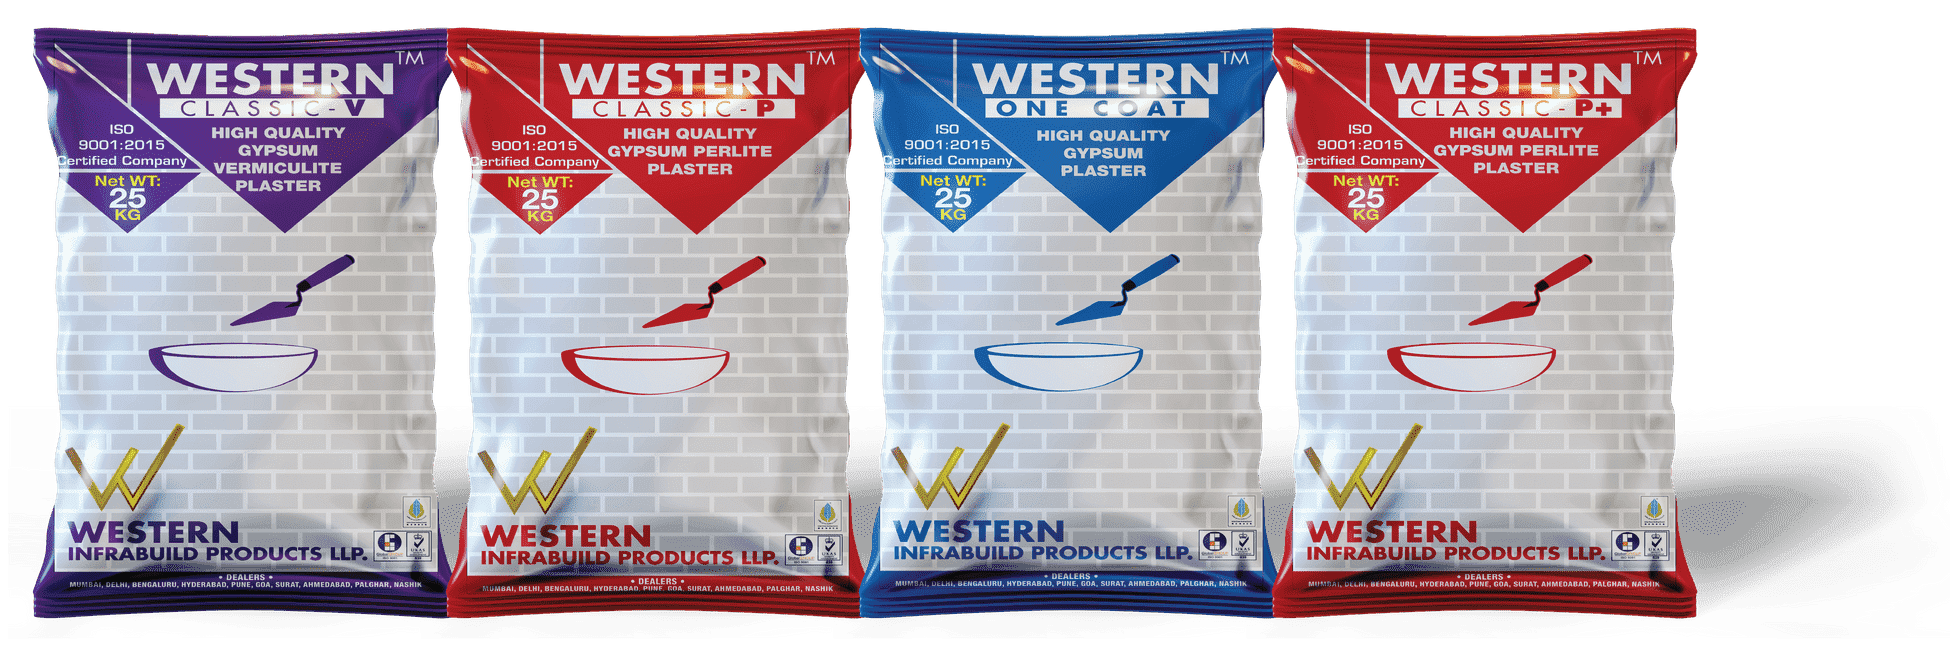 WESTERN™
CLASSIC-V
HIGH QUALITY
GYPSUM
VERMICULITE
PLASTER
ISO
9001:2015
Certified Company
Net WT:
25
KG
WESTERN
INFRABUILD PRODUCTS LLP.
• DEALERS •
MUMBAI, DELHI, BENGALURU, HYDERABAD, PUNE, GOA, SURAT, AHMEDABAD, PALGHAR, NASHIK
WESTERN™
CLASSIC-P
HIGH QUALITY
GYPSUM PERLITE
PLASTER
ISO
9001:2015
Certified Company
Net WT:
25
KG
WESTERN
INFRABUILD PRODUCTS LLP.
• DEALERS •
MUMBAI, DELHI, BENGALURU, HYDERABAD, PUNE, GOA, SURAT, AHMEDABAD, PALGHAR, NASHIK
WESTERN™
ONE COAT
HIGH QUALITY
GYPSUM
PLASTER
ISO
9001:2015
Certified Company
Net WT:
25
KG
WESTERN
INFRABUILD PRODUCTS LLP.
• DEALERS •
MUMBAI, DELHI, BENGALURU, HYDERABAD, PUNE, GOA, SURAT, AHMEDABAD, PALGHAR, NASHIK
WESTERN™
CLASSIC-P+
HIGH QUALITY
GYPSUM PERLITE
PLASTER
ISO
9001:2015
Certified Company
Net WT:
25
KG
WESTERN
INFRABUILD PRODUCTS LLP.
• DEALERS •
MUMBAI, DELHI, BENGALURU, HYDERABAD, PUNE, GOA, SURAT, AHMEDABAD, PALGHAR, NASHIK